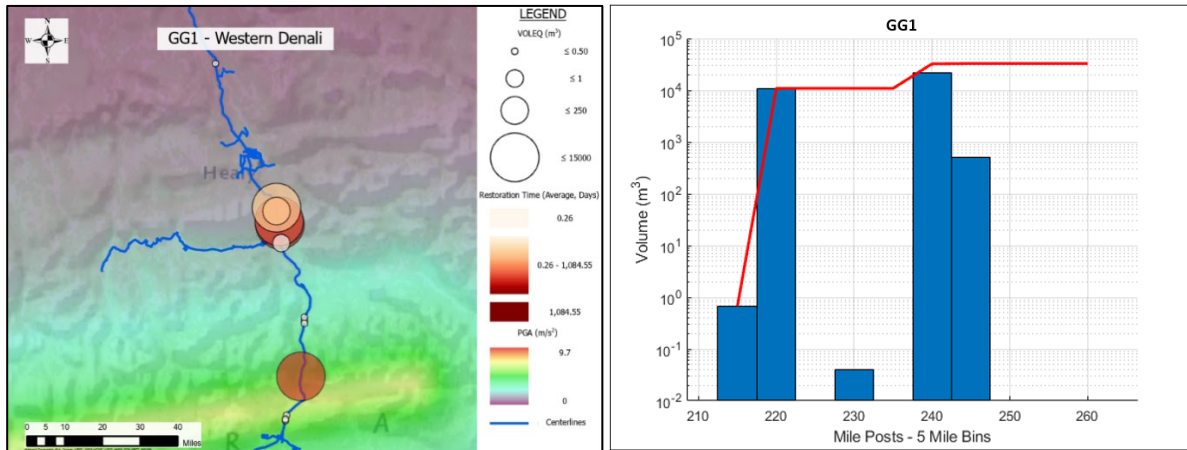 N
W E
S
GG1 - Western Denali
Healy
R A
0 5 10 20 30 40
Miles
LEGEND
VOLEQ (m³)
≤ 0.50
≤ 1
≤ 250
≤ 15000
Restoration Time (Average, Days)
0.26
0.26 - 1,084.55
1,084.55
PGA (m/s²)
9.7
0
Centerlines
GG1
Volume (m³)
10⁵
10⁴
10³
10²
10¹
10⁰
10⁻¹
10⁻²
210 220 230 240 250 260
Mile Posts - 5 Mile Bins